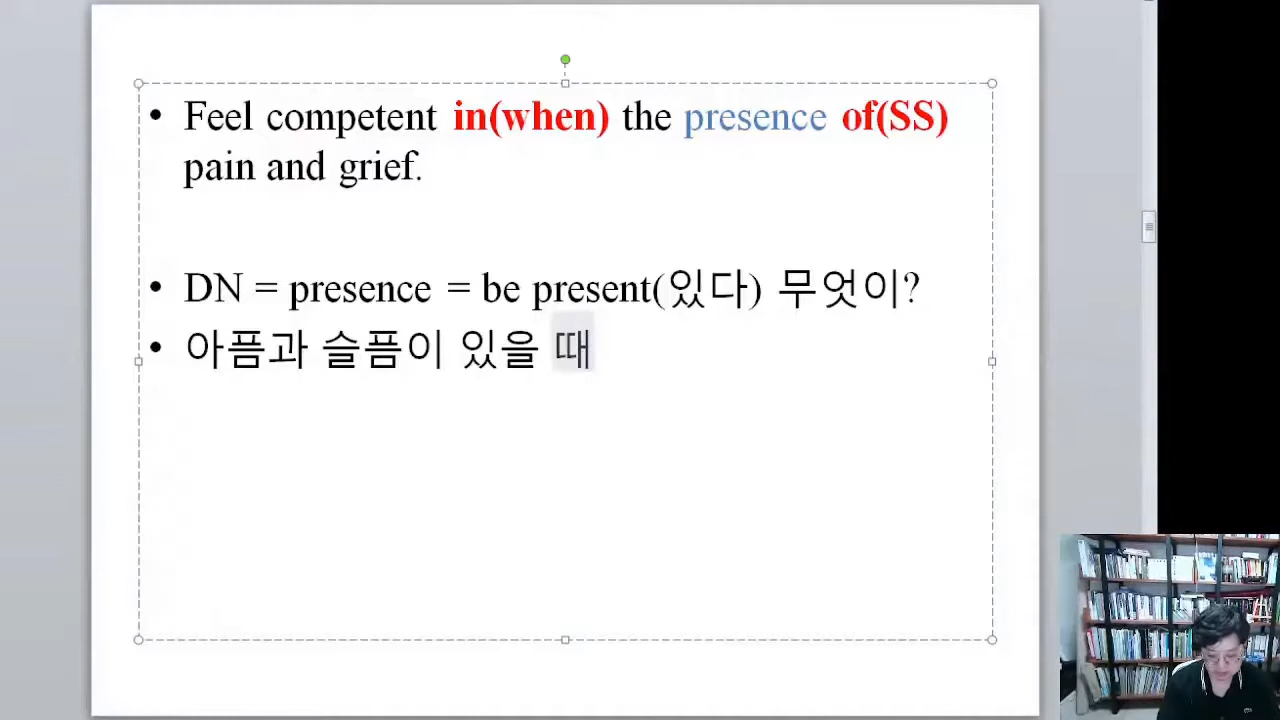 • Feel competent in(when) the presence of(SS)
pain and grief.
• DN = presence = be present(있다) 무엇이?
• 아픔과 슬픔이 있을 때